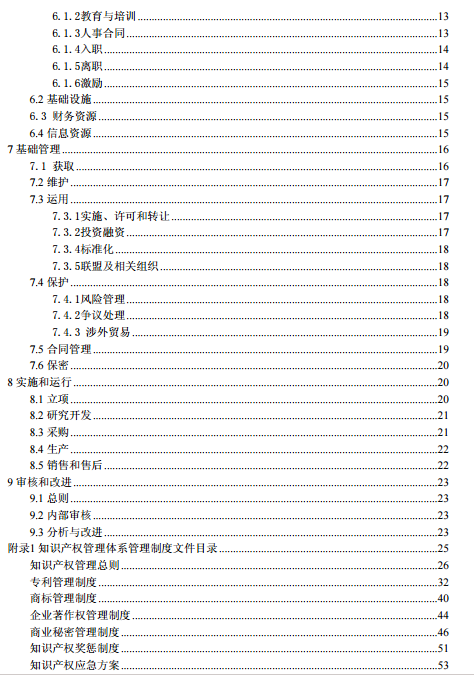 6.1.2教育与培训........13
6.1.3人事合同........13
6.1.4入职........14
6.1.5离职........14
6.1.6激励........15
6.2 基础设施........15
6.3 财务资源........15
6.4 信息资源........15
7 基础管理........16
7.1 获取........16
7.2 维护........17
7.3 运用........17
7.3.1实施、许可和转让........17
7.3.2投资融资........17
7.3.4标准化........18
7.3.5联盟及相关组织........18
7.4 保护........18
7.4.1风险管理........18
7.4.2争议处理........18
7.4.3 涉外贸易........19
7.5 合同管理........19
7.6 保密........20
8 实施和运行........20
8.1 立项........20
8.2 研究开发........21
8.3 采购........21
8.4 生产........22
8.5 销售和售后........22
9 审核和改进........23
9.1 总则........23
9.2 内部审核........23
9.3 分析与改进........23
附录1 知识产权管理体系管理制度文件目录........25
知识产权管理总则........26
专利管理制度........32
商标管理制度........40
企业著作权管理制度........44
商业秘密管理制度........46
知识产权奖惩制度........51
知识产权应急方案........53